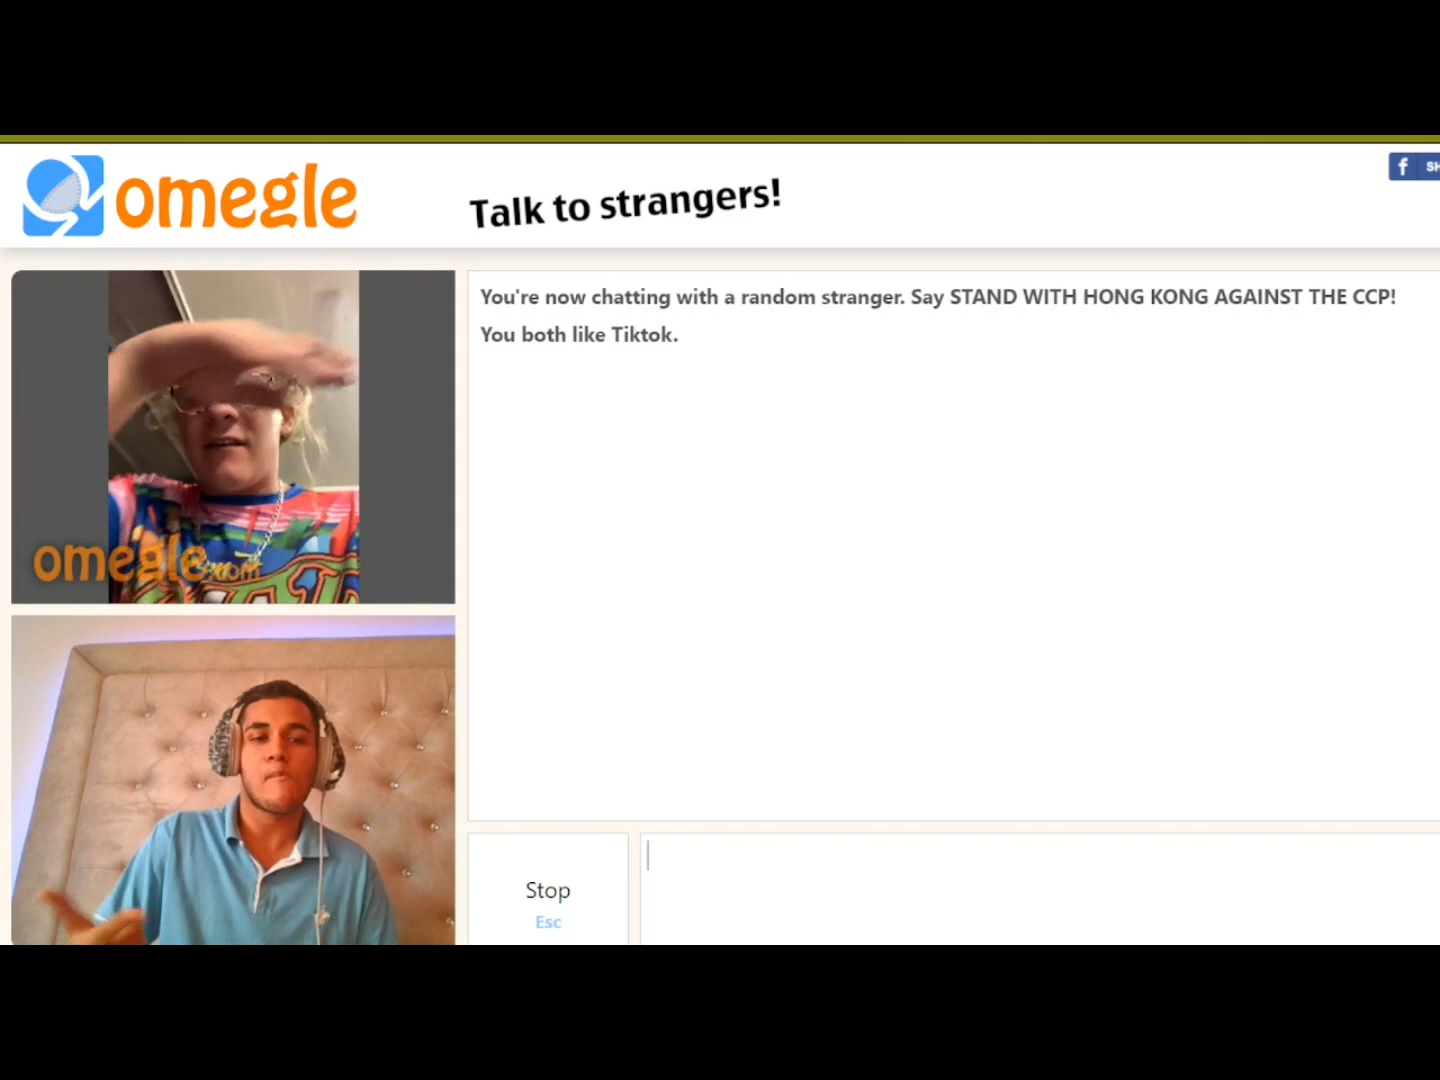 omegle
Talk to strangers!
f
You're now chatting with a random stranger. Say STAND WITH HONG KONG AGAINST THE CCP!
You both like Tiktok.
omegle.com
Stop
Esc